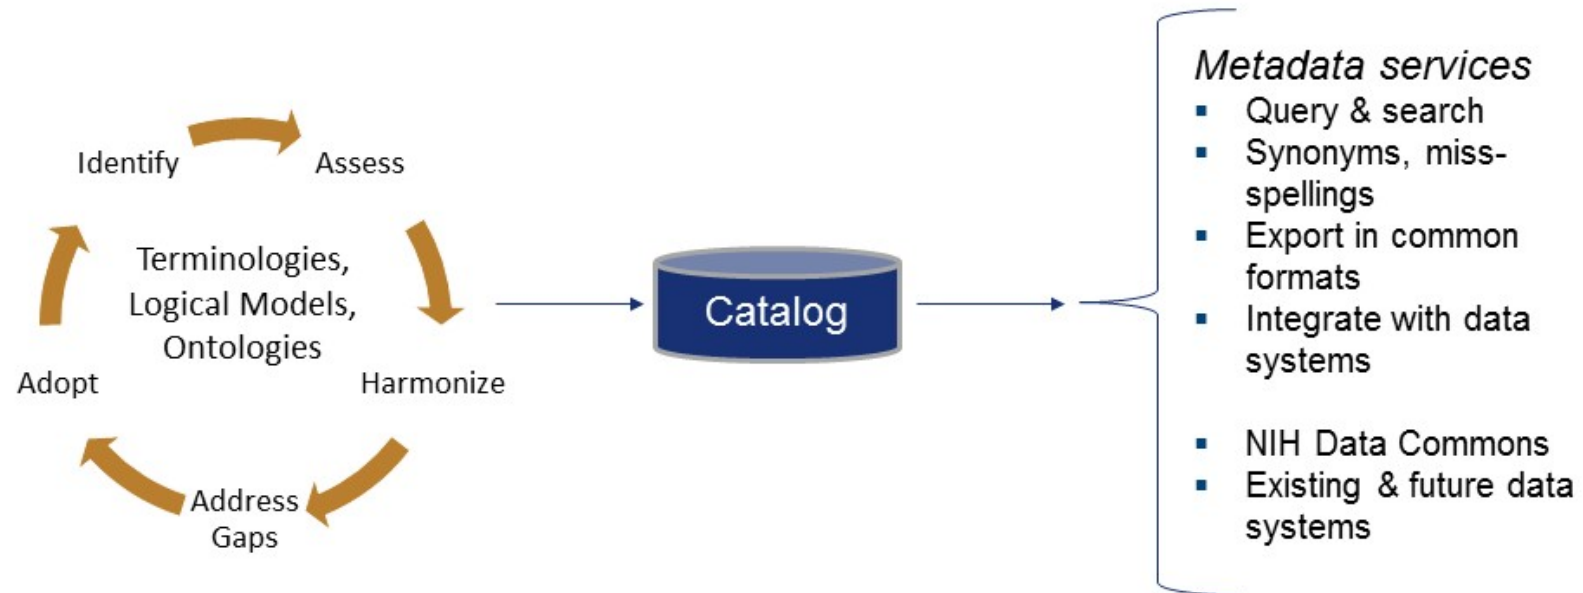 Identify
Assess
Terminologies,
Logical Models,
Ontologies
Adopt
Harmonize
Address
Gaps
Catalog
Metadata services
▪ Query & search
▪ Synonyms, miss-
spellings
▪ Export in common
formats
▪ Integrate with data
systems
▪ NIH Data Commons
▪ Existing & future data
systems